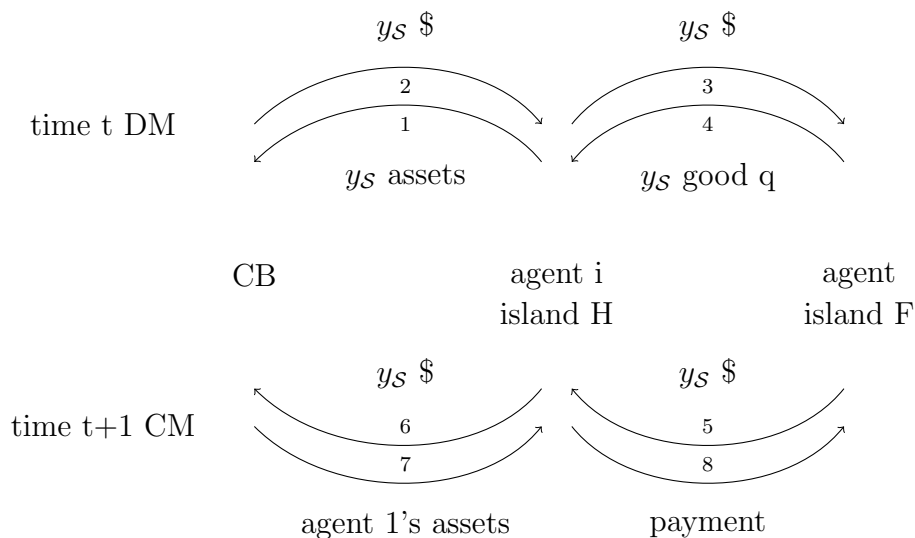 y_S $ y_S $
2 3
time t DM 1 4
y_S assets y_S good q
CB agent i agent
island H island F
y_S $ y_S $
time t+1 CM 6 5
7 8
agent 1's assets payment